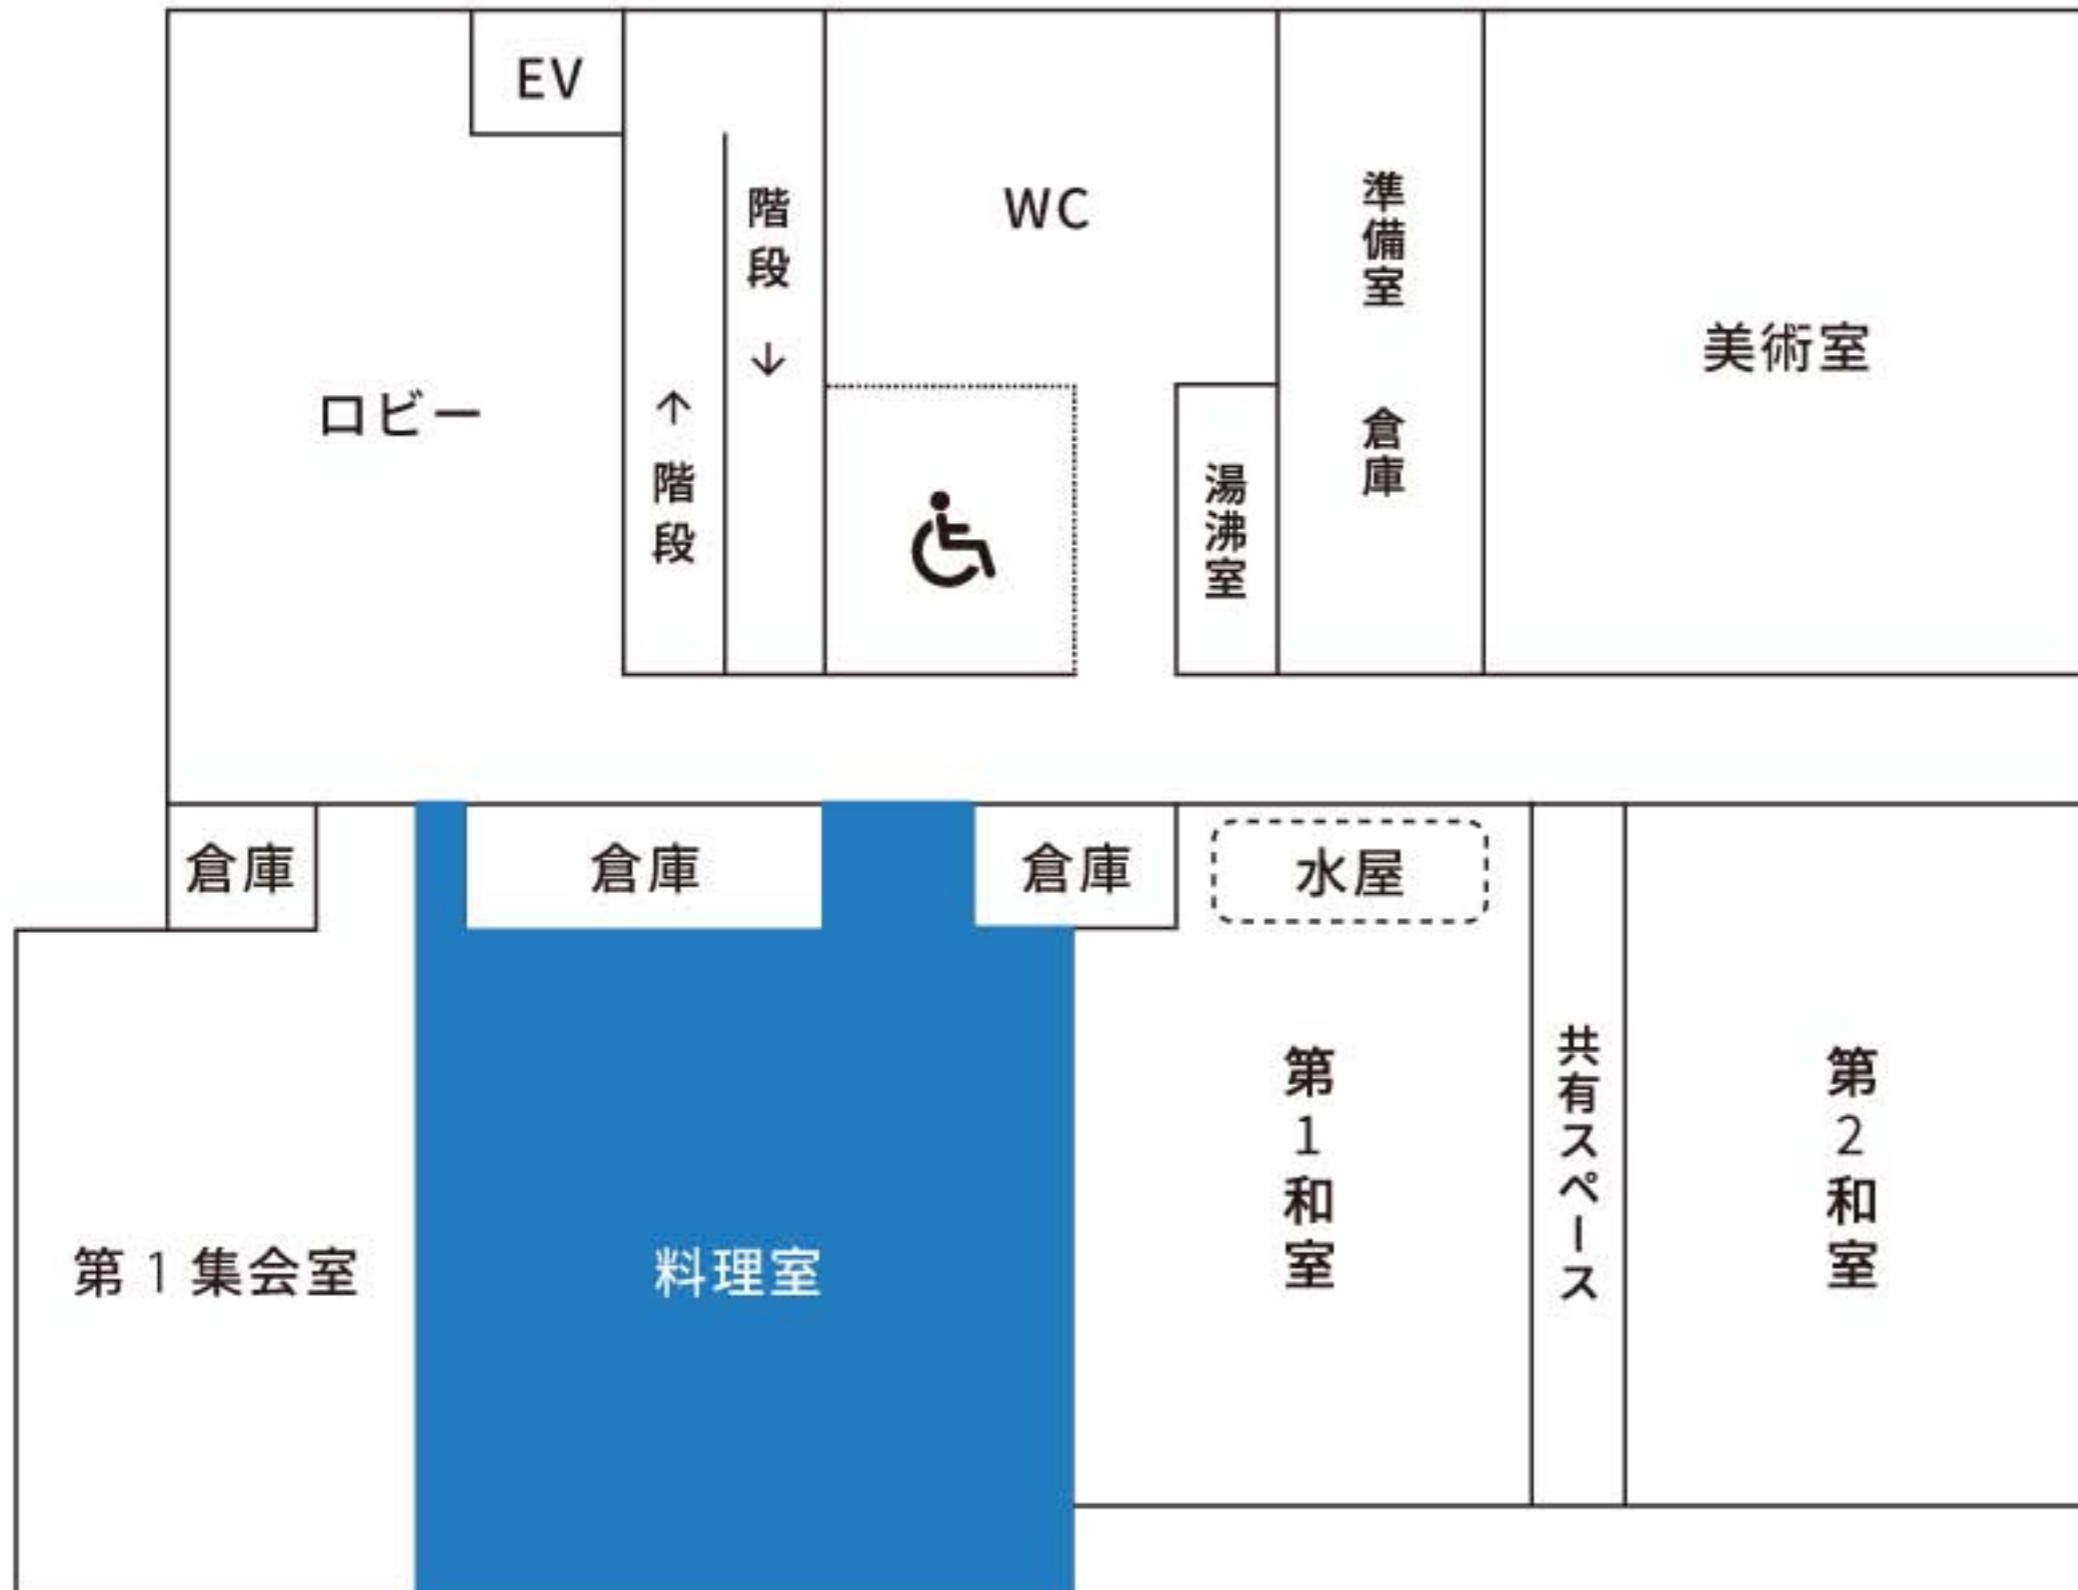 EV
階段 ↓
WC
準備室 倉庫
美術室
ロビー
↑ 階段
湯沸室
倉庫
倉庫
倉庫
水屋
第1集会室
料理室
第1和室
共有スペース
第2和室